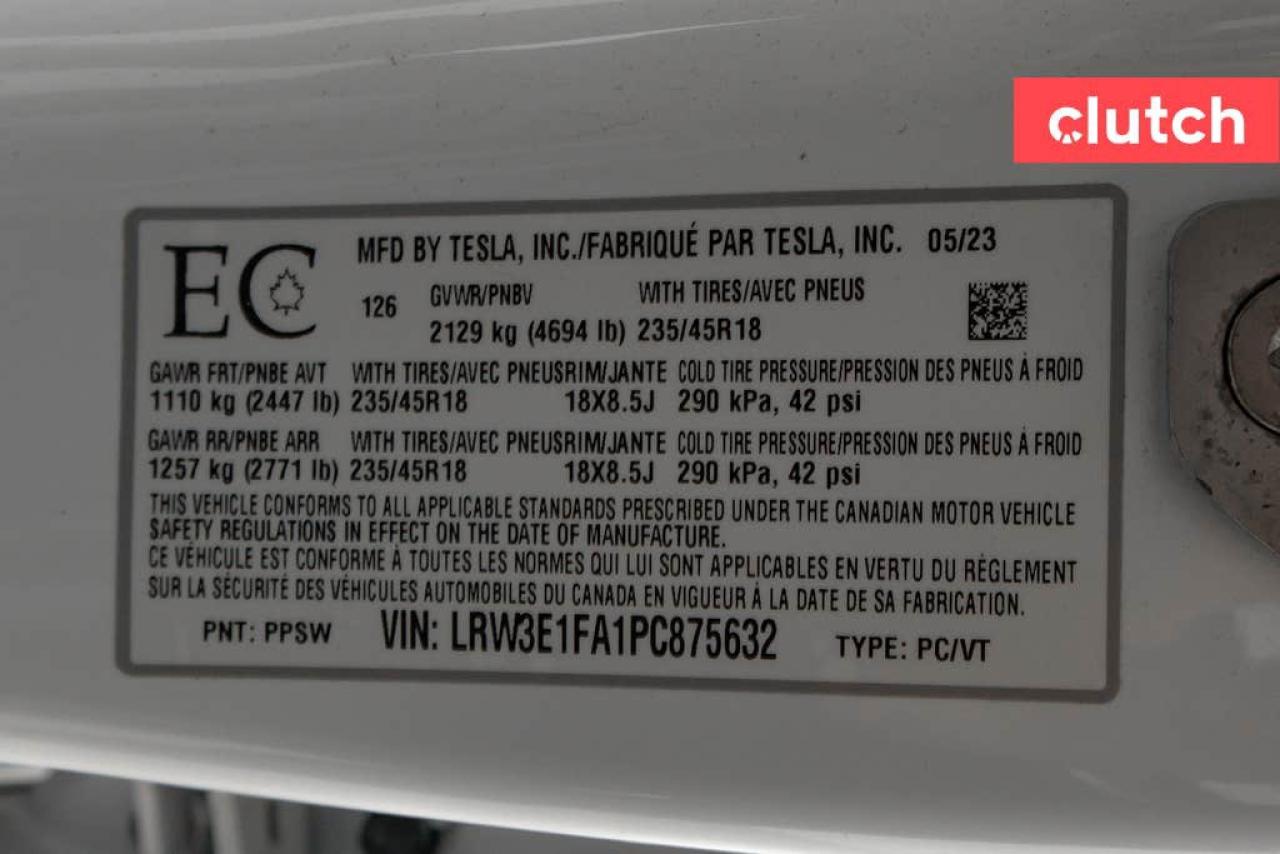 clutch
EC
MFD BY TESLA, INC./FABRIQUÉ PAR TESLA, INC. 05/23
126 GVWR/PNBV WITH TIRES/AVEC PNEUS
2129 kg (4694 lb) 235/45R18
GAWR FRT/PNBE AVT WITH TIRES/AVEC PNEUSRIM/JANTE COLD TIRE PRESSURE/PRESSION DES PNEUS À FROID
1110 kg (2447 lb) 235/45R18 18X8.5J 290 kPa, 42 psi
GAWR RR/PNBE ARR WITH TIRES/AVEC PNEUSRIM/JANTE COLD TIRE PRESSURE/PRESSION DES PNEUS À FROID
1257 kg (2771 lb) 235/45R18 18X8.5J 290 kPa, 42 psi
THIS VEHICLE CONFORMS TO ALL APPLICABLE STANDARDS PRESCRIBED UNDER THE CANADIAN MOTOR VEHICLE
SAFETY REGULATIONS IN EFFECT ON THE DATE OF MANUFACTURE.
CE VÉHICULE EST CONFORME À TOUTES LES NORMES QUI LUI SONT APPLICABLES EN VERTU DU RÈGLEMENT
SUR LA SÉCURITÉ DES VÉHICULES AUTOMOBILES DU CANADA EN VIGUEUR À LA DATE DE SA FABRICATION.
PNT: PPSW VIN: LRW3E1FA1PC875632 TYPE: PC/VT